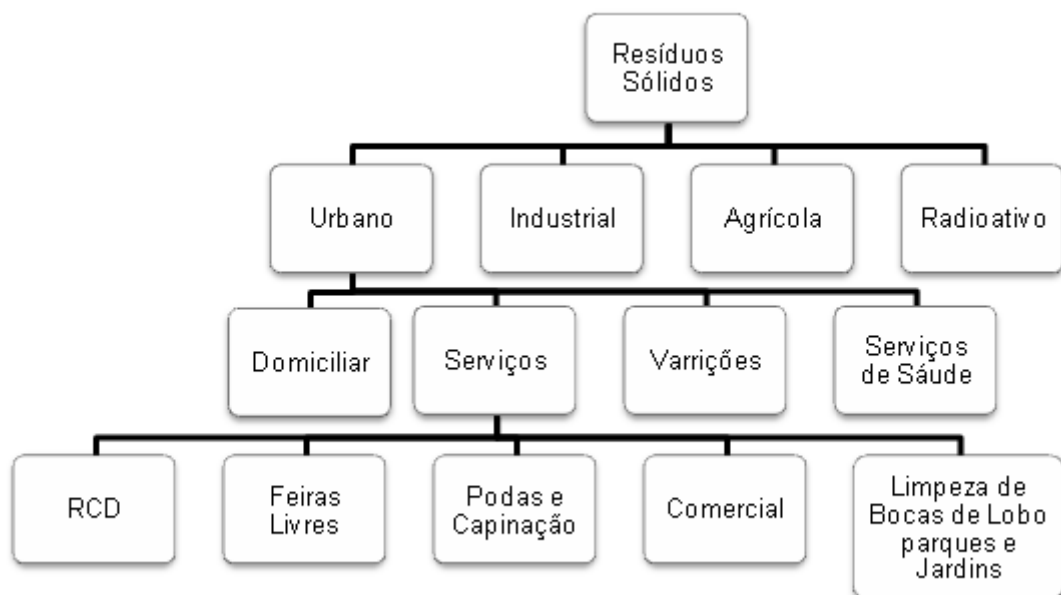 Resíduos
Sólidos
Urbano
Industrial
Agrícola
Radioativo
Domiciliar
Serviços
Varrições
Serviços
de Sáude
RCD
Feiras
Livres
Podas e
Capinação
Comercial
Limpeza de
Bocas de Lobo
parques e
Jardins